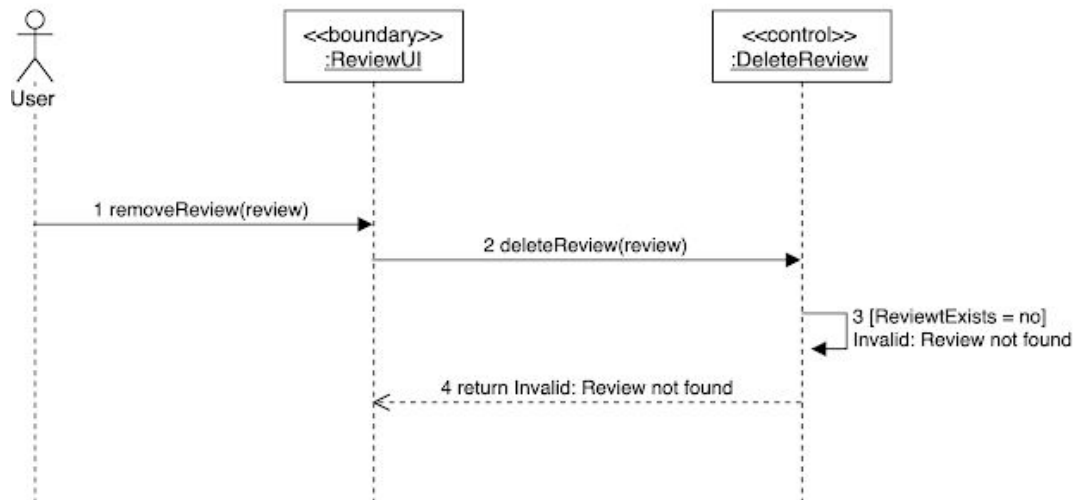 <<boundary>>
:ReviewUI
<<control>>
:DeleteReview
User
1 removeReview(review)
2 deleteReview(review)
3 [ReviewtExists = no]
Invalid: Review not found
4 return Invalid: Review not found